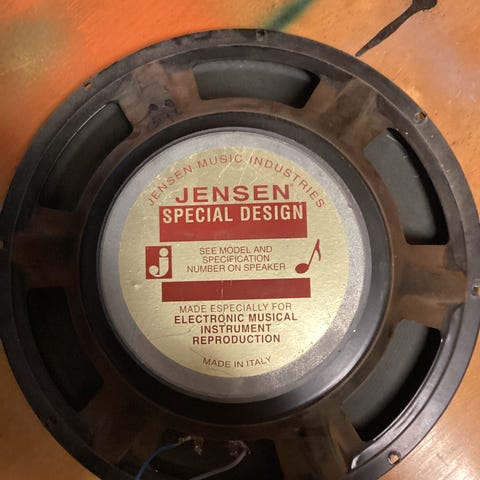 JENSEN MUSIC INDUSTRIES
JENSEN®
SPECIAL DESIGN
j
SEE MODEL AND
SPECIFICATION
NUMBER ON SPEAKER
MADE ESPECIALLY FOR
ELECTRONIC MUSICAL
INSTRUMENT
REPRODUCTION
MADE IN ITALY